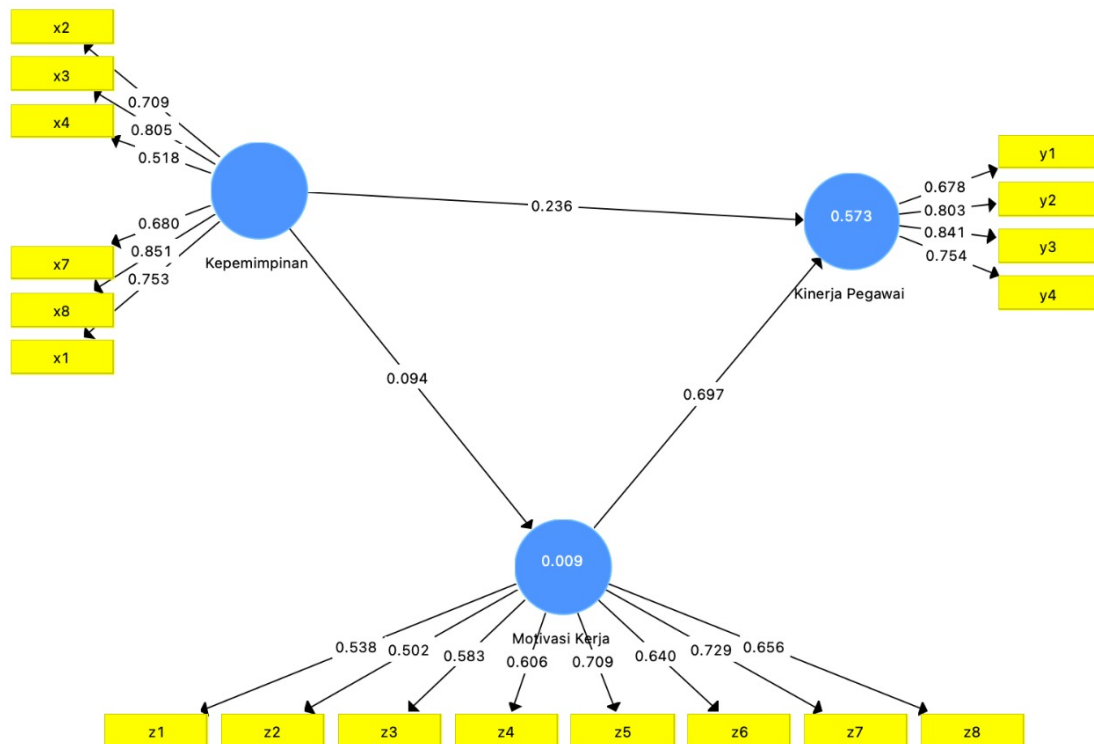 x2
x3
x4
0.709
0.805
0.518
0.680
0.851
0.753
x7
x8
x1
Kepemimpinan
0.236
0.573
Kinerja Pegawai
0.678
0.803
0.841
0.754
y1
y2
y3
y4
0.094
0.697
0.009
Motivasi Kerja
0.538
0.502
0.583
0.606
0.709
0.640
0.729
0.656
z1
z2
z3
z4
z5
z6
z7
z8